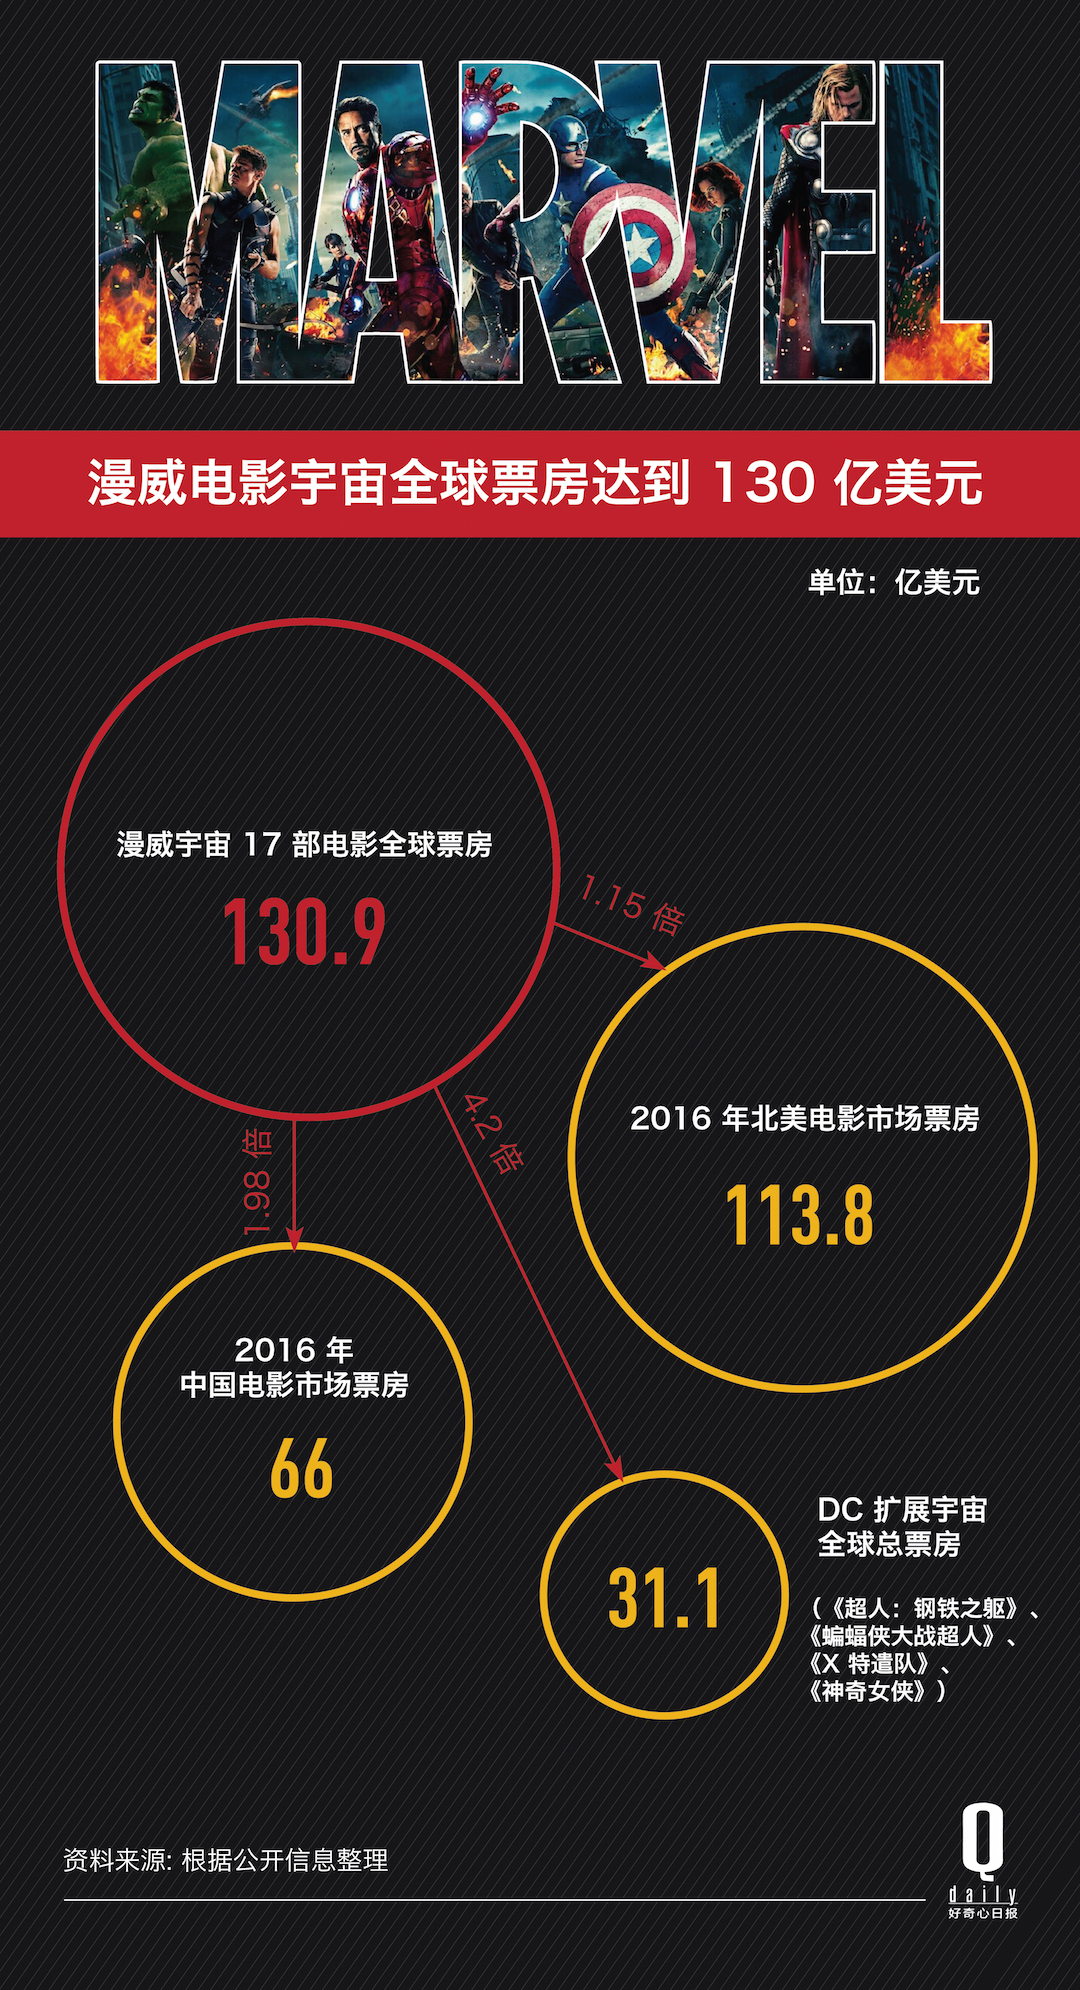 MARVEL
漫威电影宇宙全球票房达到 130 亿美元
单位：亿美元
漫威宇宙 17 部电影全球票房
130.9
1.15 倍
2016 年北美电影市场票房
113.8
4.2 倍
1.98 倍
2016 年
中国电影市场票房
66
31.1
DC 扩展宇宙
全球总票房
（《超人：钢铁之躯》、
《蝙蝠侠大战超人》、
《X 特遣队》、
《神奇女侠》）
资料来源: 根据公开信息整理
Q
daily
好奇心日报